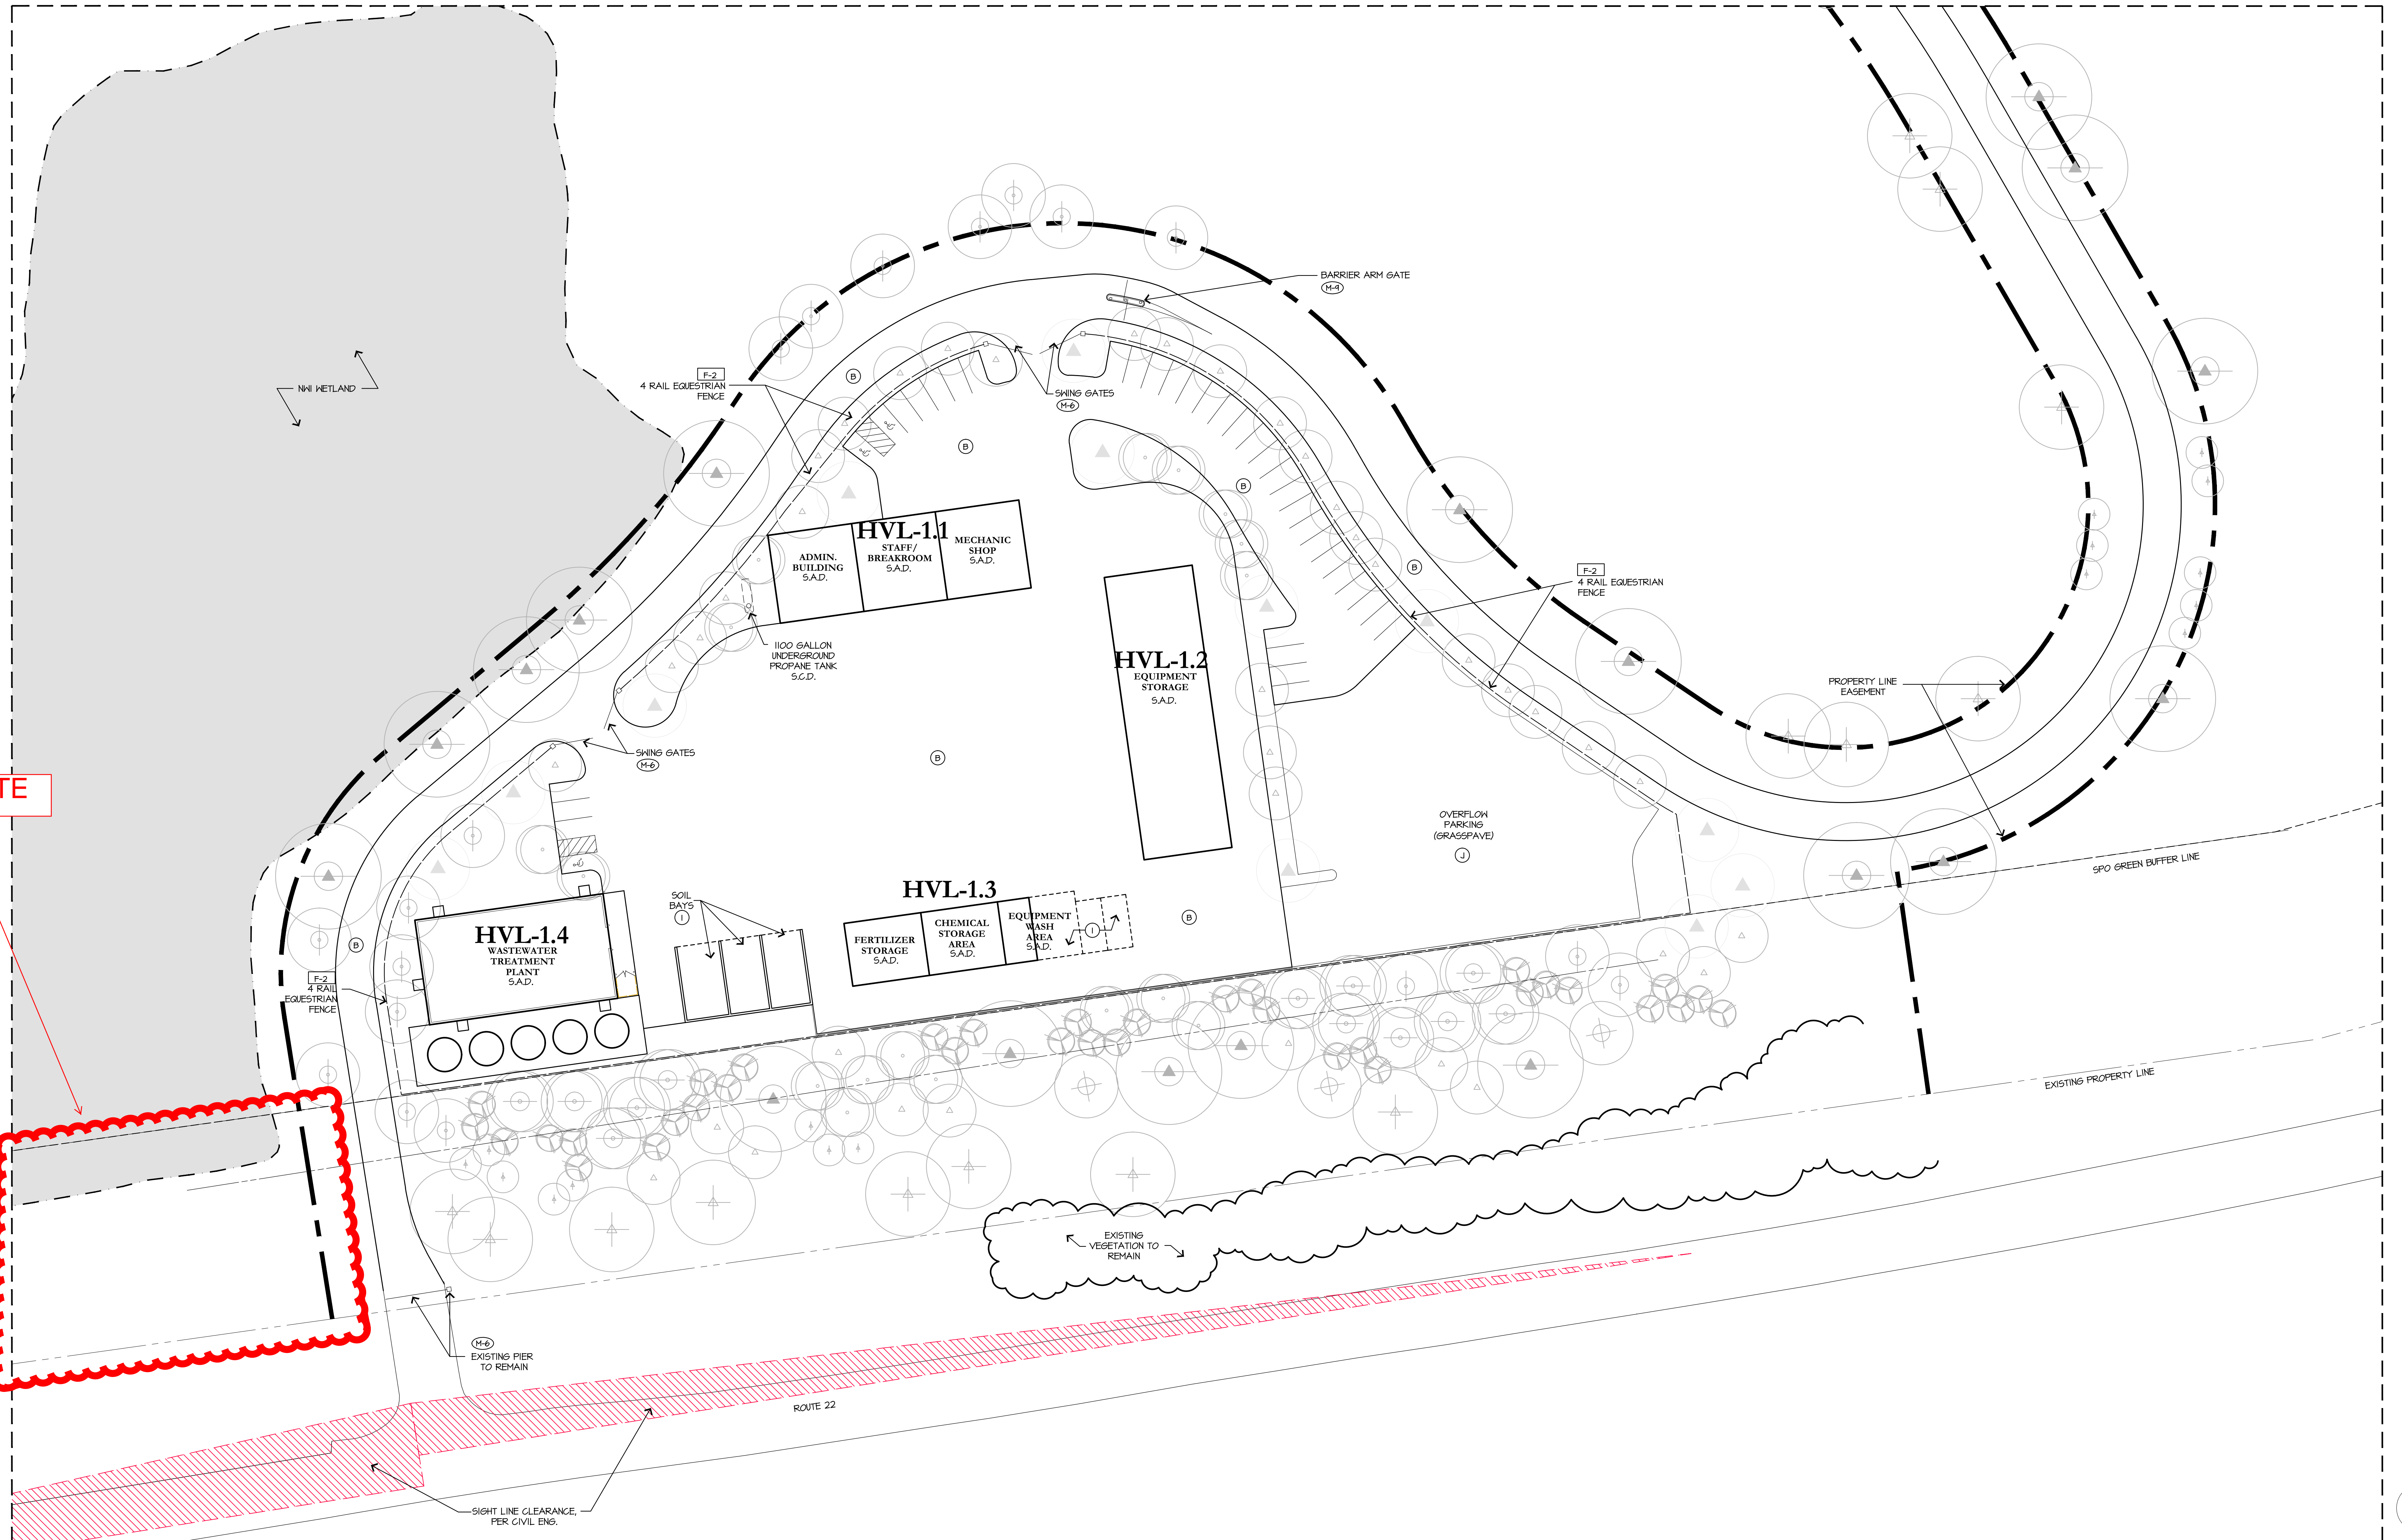 BARRIER ARM GATE
M-9
F-2
4 RAIL EQUESTRIAN
FENCE
B
NWI WETLAND
SWING GATES
M-6
B
B
HVL-1.1
ADMIN.
BUILDING
S.A.D.
STAFF/
BREAKROOM
S.A.D.
MECHANIC
SHOP
S.A.D.
B
F-2
4 RAIL EQUESTRIAN
FENCE
1100 GALLON
UNDERGROUND
PROPANE TANK
S.C.D.
HVL-1.2
EQUIPMENT
STORAGE
S.A.D.
PROPERTY LINE
EASEMENT
SWING GATES
M-6
B
TE
OVERFLOW
PARKING
(GRASSPAVE)
J
SPO GREEN BUFFER LINE
HVL-1.3
SOIL
BAYS
I
FERTILIZER
STORAGE
S.A.D.
CHEMICAL
STORAGE
AREA
S.A.D.
EQUIPMENT
WASH
AREA
S.A.D.
I
B
HVL-1.4
WASTEWATER
TREATMENT
PLANT
S.A.D.
B
F-2
4 RAIL
EQUESTRIAN
FENCE
EXISTING PROPERTY LINE
EXISTING
VEGETATION TO
REMAIN
M-6
EXISTING PIER
TO REMAIN
ROUTE 22
SIGHT LINE CLEARANCE,
PER CIVIL ENG.